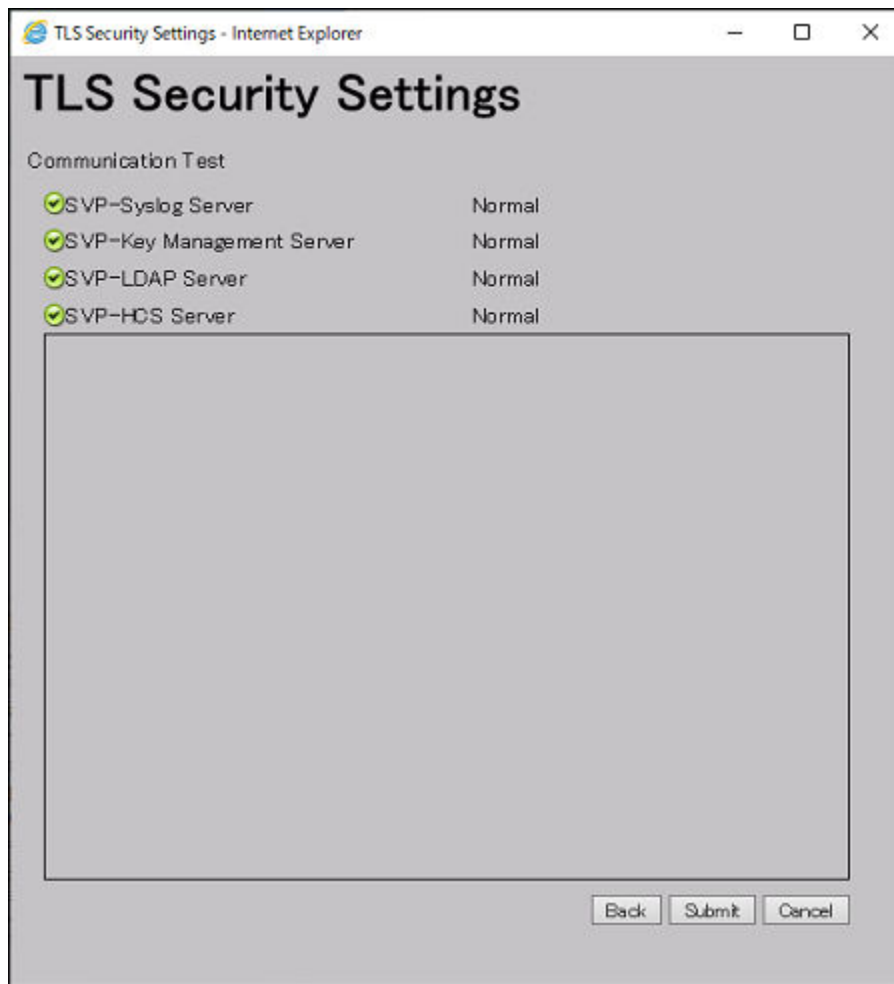 TLS Security Settings - Internet Explorer
TLS Security Settings
Communication Test
SVP-Syslog Server Normal
SVP-Key Management Server Normal
SVP-LDAP Server Normal
SVP-HCS Server Normal
Back Submit Cancel